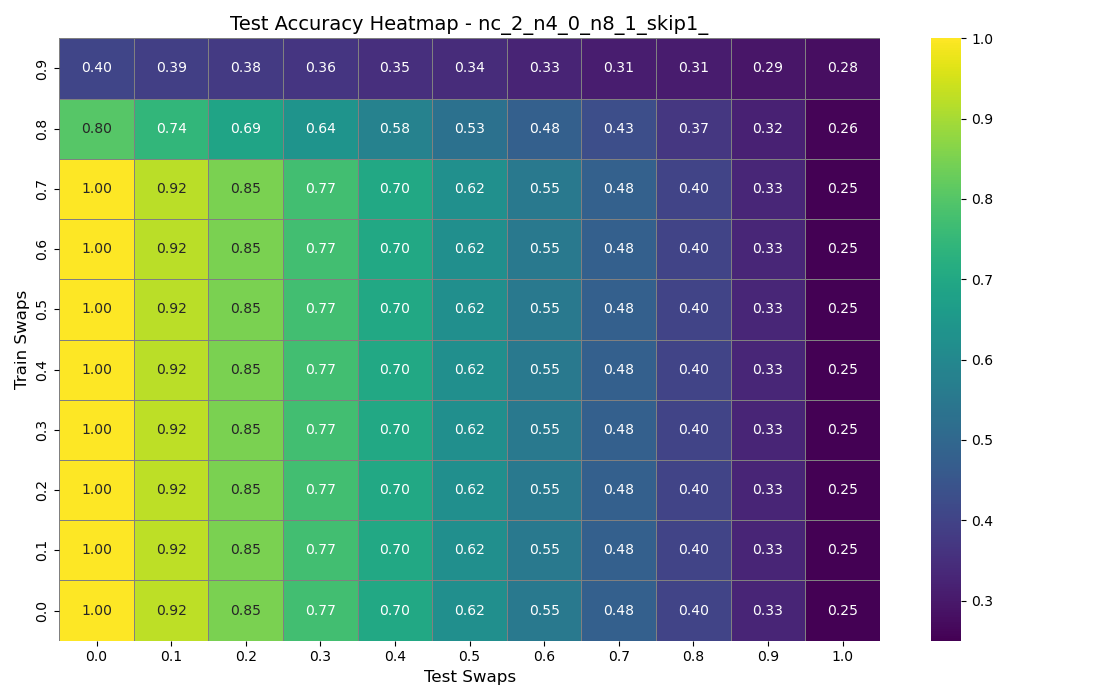 Test Accuracy Heatmap - nc_2_n4_0_n8_1_skip1_
0.9 0.40 0.39 0.38 0.36 0.35 0.34 0.33 0.31 0.31 0.29 0.28
0.8 0.80 0.74 0.69 0.64 0.58 0.53 0.48 0.43 0.37 0.32 0.26
0.7 1.00 0.92 0.85 0.77 0.70 0.62 0.55 0.48 0.40 0.33 0.25
0.6 1.00 0.92 0.85 0.77 0.70 0.62 0.55 0.48 0.40 0.33 0.25
0.5 1.00 0.92 0.85 0.77 0.70 0.62 0.55 0.48 0.40 0.33 0.25
0.4 1.00 0.92 0.85 0.77 0.70 0.62 0.55 0.48 0.40 0.33 0.25
0.3 1.00 0.92 0.85 0.77 0.70 0.62 0.55 0.48 0.40 0.33 0.25
0.2 1.00 0.92 0.85 0.77 0.70 0.62 0.55 0.48 0.40 0.33 0.25
0.1 1.00 0.92 0.85 0.77 0.70 0.62 0.55 0.48 0.40 0.33 0.25
0.0 1.00 0.92 0.85 0.77 0.70 0.62 0.55 0.48 0.40 0.33 0.25
0.0 0.1 0.2 0.3 0.4 0.5 0.6 0.7 0.8 0.9 1.0
Test Swaps
Train Swaps
1.0
0.9
0.8
0.7
0.6
0.5
0.4
0.3